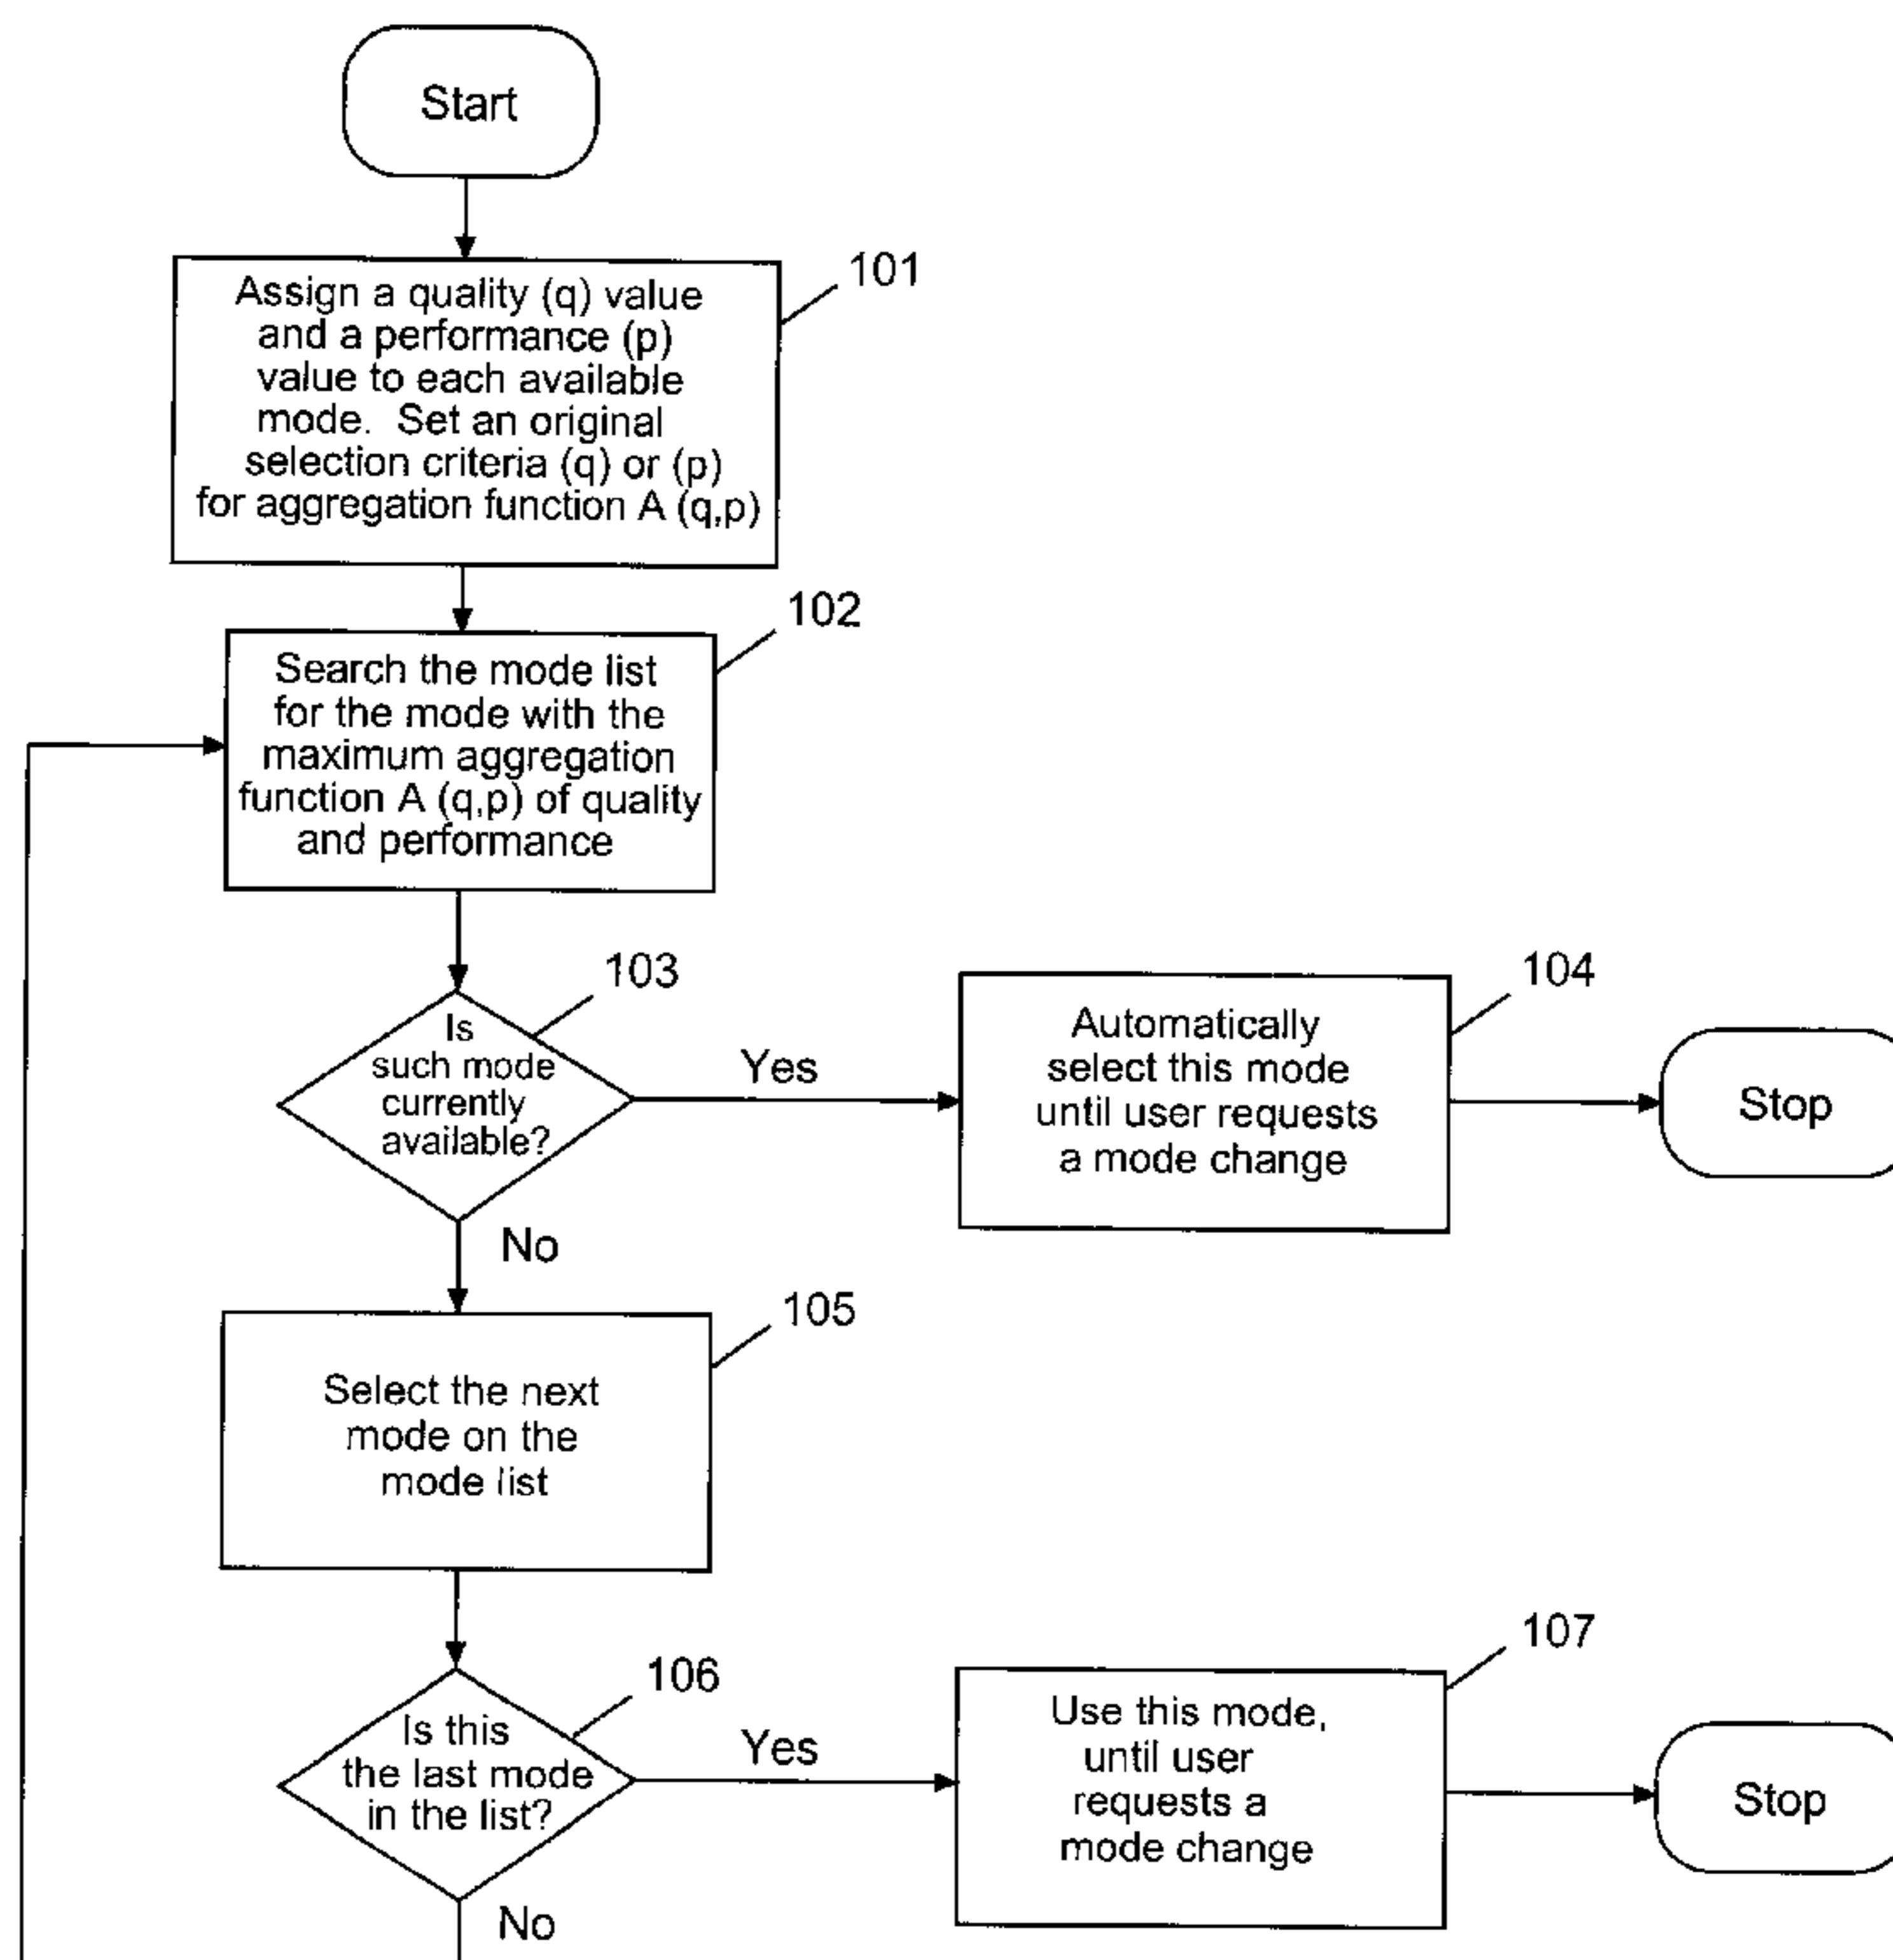 Start
101
Assign a quality (q) value
and a performance (p)
value to each available
mode. Set an original
selection criteria (q) or (p)
for aggregation function A (q,p)
102
Search the mode list
for the mode with the
maximum aggregation
function A (q,p) of quality
and performance
103
Is
such mode
currently
available?
Yes
104
Automatically
select this mode
until user requests
a mode change
Stop
No
105
Select the next
mode on the
mode list
106
Is this
the last mode
in the list?
Yes
107
Use this mode,
until user
requests a
mode change
Stop
No